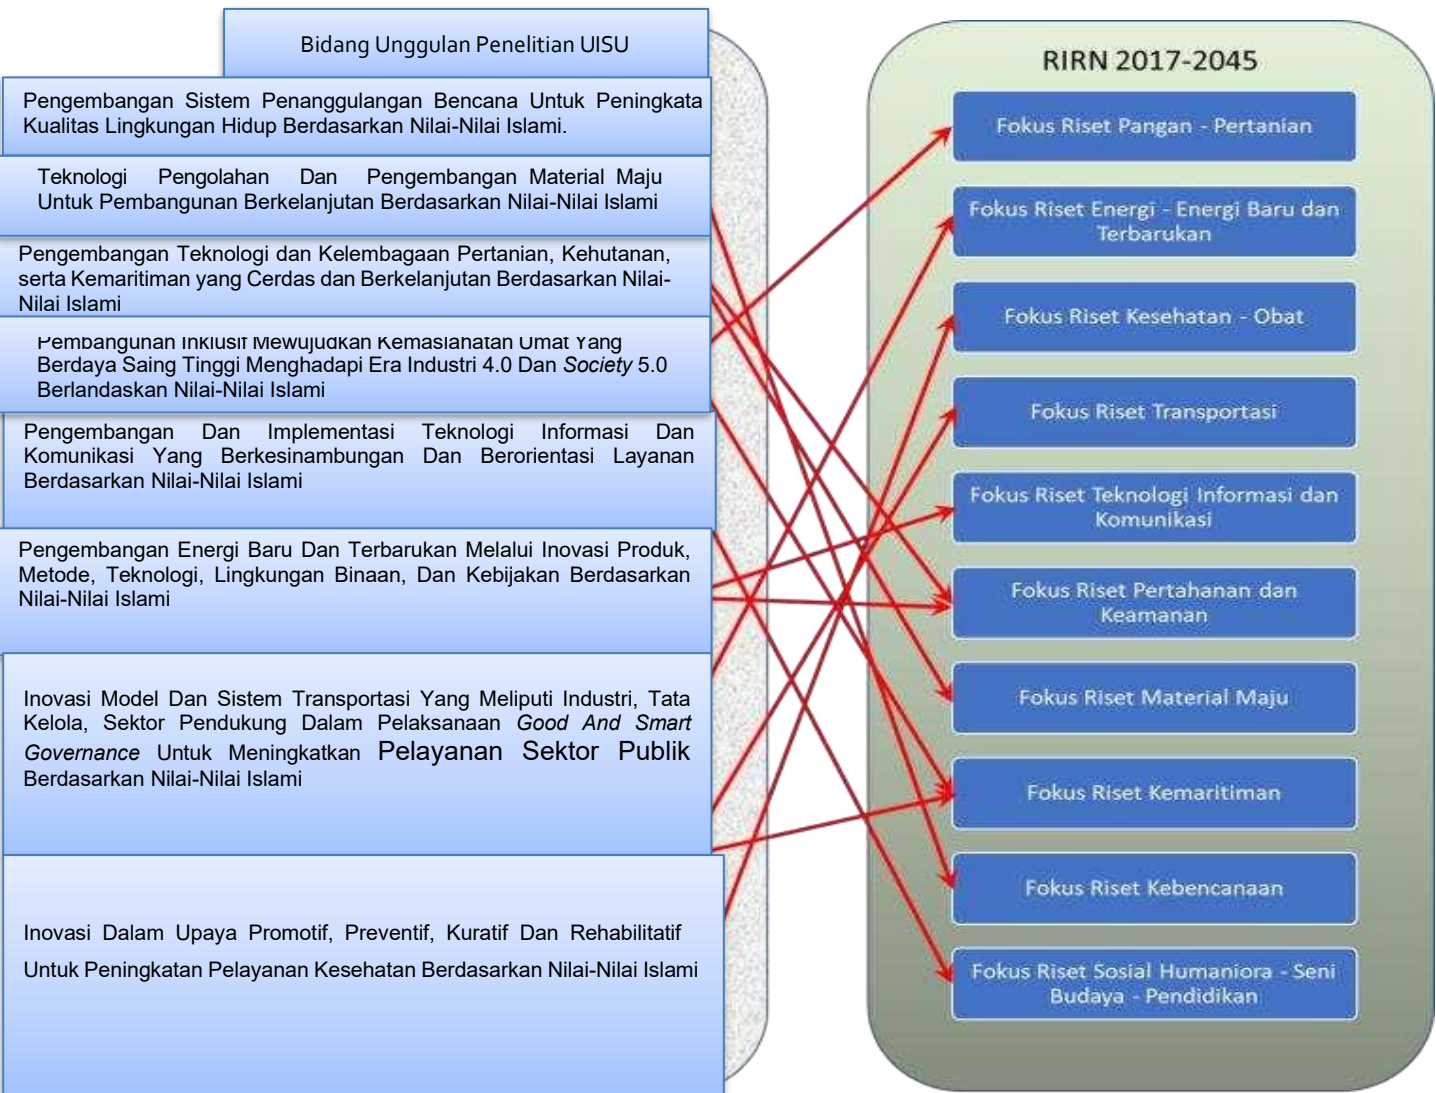 Bidang Unggulan Penelitian UISU
Pengembangan Sistem Penanggulangan Bencana Untuk Peningkata
Kualitas Lingkungan Hidup Berdasarkan Nilai-Nilai Islami.
Teknologi Pengolahan Dan Pengembangan Material Maju
Untuk Pembangunan Berkelanjutan Berdasarkan Nilai-Nilai Islami
Pengembangan Teknologi dan Kelembagaan Pertanian, Kehutanan,
serta Kemaritiman yang Cerdas dan Berkelanjutan Berdasarkan Nilai-
Nilai Islami
Pembangunan Inklusif Mewujudkan Kemaslahatan Umat Yang
Berdaya Saing Tinggi Menghadapi Era Industri 4.0 Dan Society 5.0
Berlandaskan Nilai-Nilai Islami
Pengembangan Dan Implementasi Teknologi Informasi Dan
Komunikasi Yang Berkesinambungan Dan Berorientasi Layanan
Berdasarkan Nilai-Nilai Islami
Pengembangan Energi Baru Dan Terbarukan Melalui Inovasi Produk,
Metode, Teknologi, Lingkungan Binaan, Dan Kebijakan Berdasarkan
Nilai-Nilai Islami
Inovasi Model Dan Sistem Transportasi Yang Meliputi Industri, Tata
Kelola, Sektor Pendukung Dalam Pelaksanaan Good And Smart
Governance Untuk Meningkatkan Pelayanan Sektor Publik
Berdasarkan Nilai-Nilai Islami
Inovasi Dalam Upaya Promotif, Preventif, Kuratif Dan Rehabilitatif
Untuk Peningkatan Pelayanan Kesehatan Berdasarkan Nilai-Nilai Islami
RIRN 2017-2045
Fokus Riset Pangan - Pertanian
Fokus Riset Energi - Energi Baru dan
Terbarukan
Fokus Riset Kesehatan - Obat
Fokus Riset Transportasi
Fokus Riset Teknologi Informasi dan
Komunikasi
Fokus Riset Pertahanan dan
Keamanan
Fokus Riset Material Maju
Fokus Riset Kemaritiman
Fokus Riset Kebencanaan
Fokus Riset Sosial Humaniora - Seni
Budaya - Pendidikan